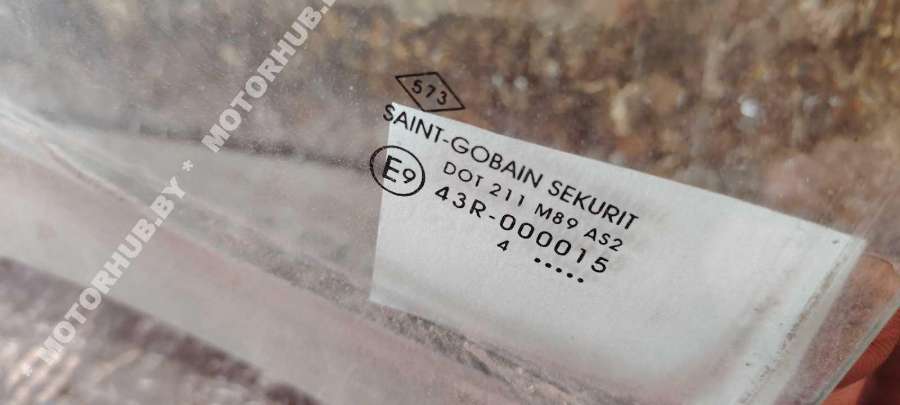 573
SAINT-GOBAIN SEKURIT
E9
DOT 211 M89 AS2
43R-000015
4 .....
* MOTORHUB.BY * MOTORHUB.BY